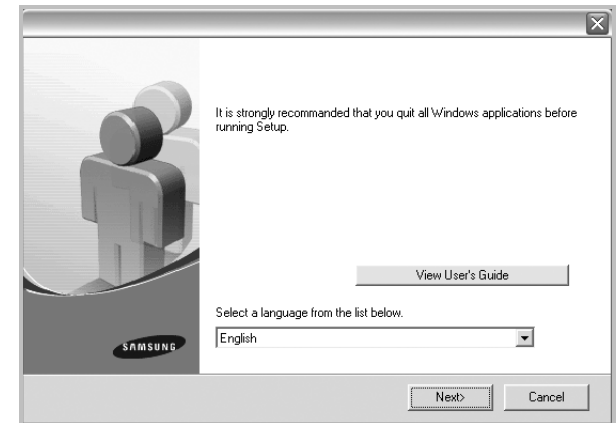 It is strongly recommanded that you quit all Windows applications before
running Setup.
View User's Guide
Select a language from the list below.
English
SAMSUNG
Next>
Cancel